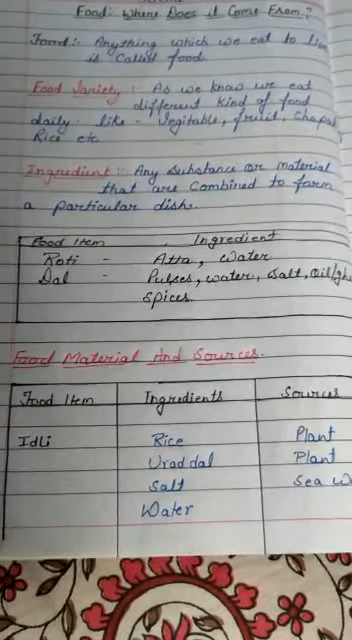 Food: Where Does it Come From?
Food:- Anything which we eat to live
is Called food.
Food Variety : As we know we eat
different kind of food
daily like - Vegitable, fruit, Chapa
Rice etc
Ingredient:- Any substance or material
that are Combined to form
a particular dish.
Food Item Ingredient
Roti - Atta, Water
Dal - Pulses, water, Salt, Oil/ghe
Spices
Food Material And Sources.
Food Item Ingredients Sources
Idli Rice Plant
Urad dal Plant
Salt Sea W
Water